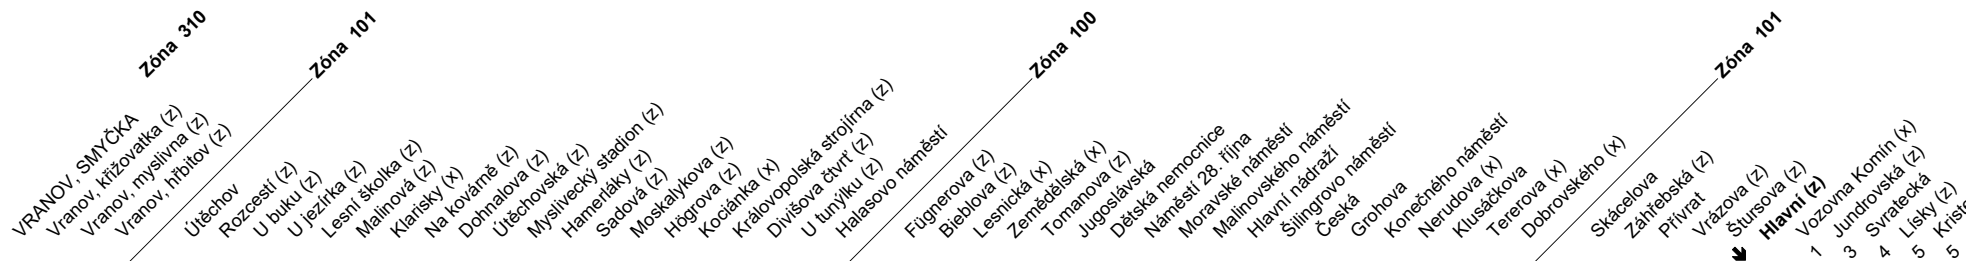 Zóna 310
VRANOV, SMYČKA
Vranov, křižovatka (z)
Vranov, myslivna (z)
Vranov, hřbitov (z)
Zóna 101
Útěchov
Rozcestí (z)
U buku (z)
U jezírka (z)
Lesní školka (z)
Malinová (z)
Klarisky (x)
Na kovárně (z)
Dohnalova (z)
Útěchovská (z)
Myslivecký stadion (z)
Hamerláky (z)
Sadová (z)
Moskalykova (z)
Högrova (z)
Kociánka (x)
Královopolská strojírna (z)
Divišova čtvrť (z)
U tunýlku (z)
Halasovo náměstí
Zóna 100
Fügnerova (z)
Bieblova (z)
Lesnická (x)
Zemědělská (x)
Tomanova (z)
Jugoslávská
Dětská nemocnice
Náměstí 28. října
Moravské náměstí
Malinovského náměstí
Hlavní nádraží
Šilingrovo náměstí
Česká
Grohova
Konečného náměstí
Nerudova (x)
Klusáčkova
Tererova (x)
Dobrovského (x)
Zóna 101
Skácelova
Záhřebská (z)
Přívrat
Vrázova (z)
Štursova (z)
Hlavní (z)
Vozovna Komín (x)
1
Jundrovská (z)
3
Svratecká
4
Lísky (z)
5
5